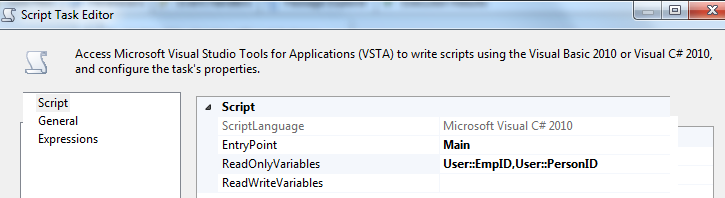 Script Task Editor
Access Microsoft Visual Studio Tools for Applications (VSTA) to write scripts using the Visual Basic 2010 or Visual C# 2010,
and configure the task's properties.
Script
General
Expressions
Script
ScriptLanguage Microsoft Visual C# 2010
EntryPoint Main
ReadOnlyVariables User::EmpID,User::PersonID
ReadWriteVariables